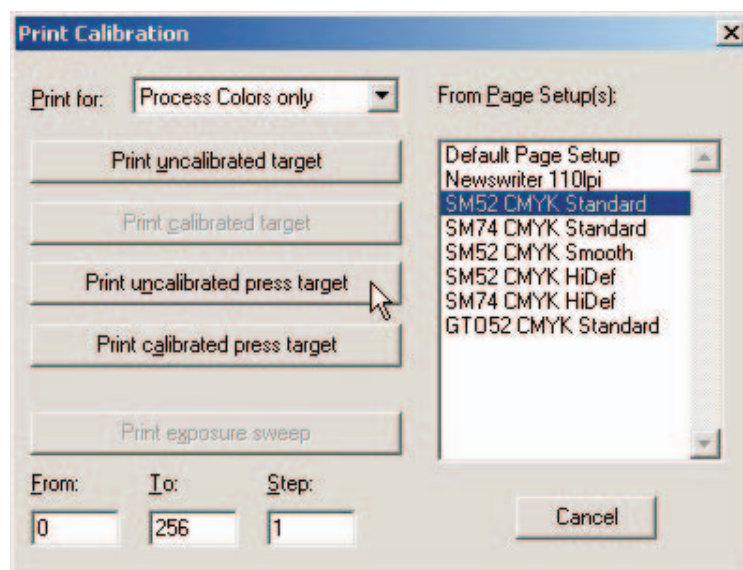 Print Calibration
Print for:
Process Colors only
Print uncalibrated target
Print calibrated target
Print uncalibrated press target
Print calibrated press target
Print exposure sweep
From:
To:
Step:
0
256
1
From Page Setup(s):
Default Page Setup
Newswriter 110lpi
SM52 CMYK Standard
SM74 CMYK Standard
SM52 CMYK Smooth
SM52 CMYK HiDef
SM74 CMYK HiDef
GTO52 CMYK Standard
Cancel